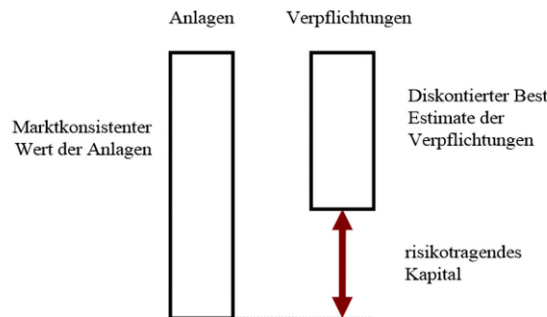 Anlagen
Verpflichtungen
Marktkonsistenter
Wert der Anlagen
Diskontierter Best
Estimate der
Verpflichtungen
risikotragendes
Kapital